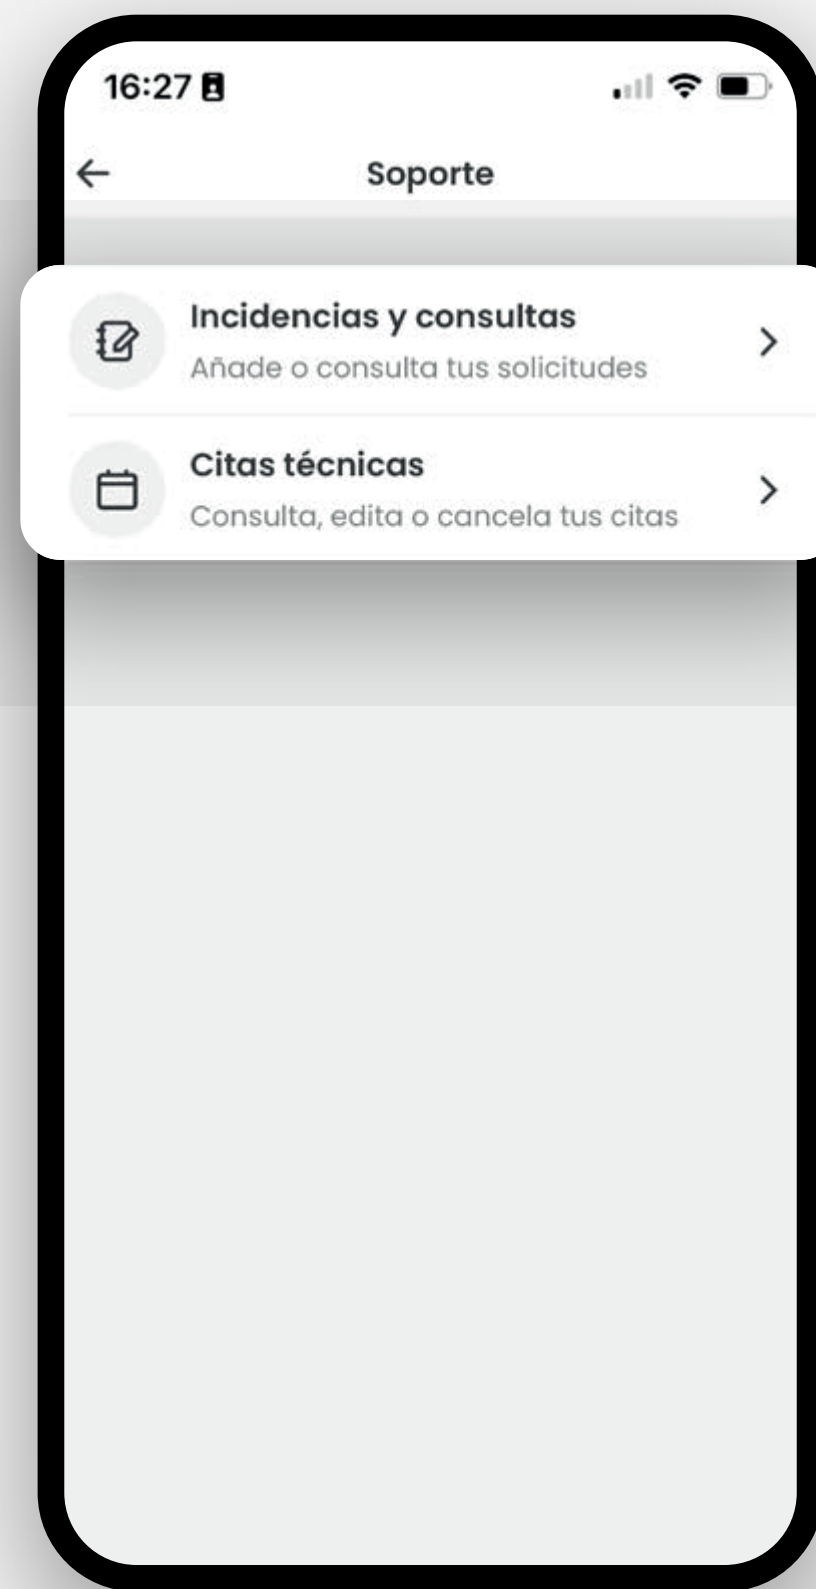 16:27
Soporte
Incidencias y consultas
Añade o consulta tus solicitudes
Citas técnicas
Consulta, edita o cancela tus citas